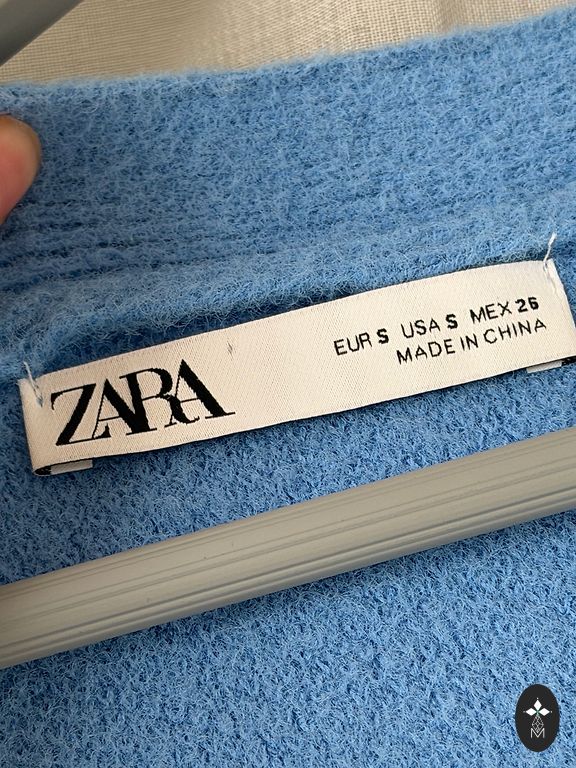 ZARA
EUR S USA S MEX 26
MADE IN CHINA
M